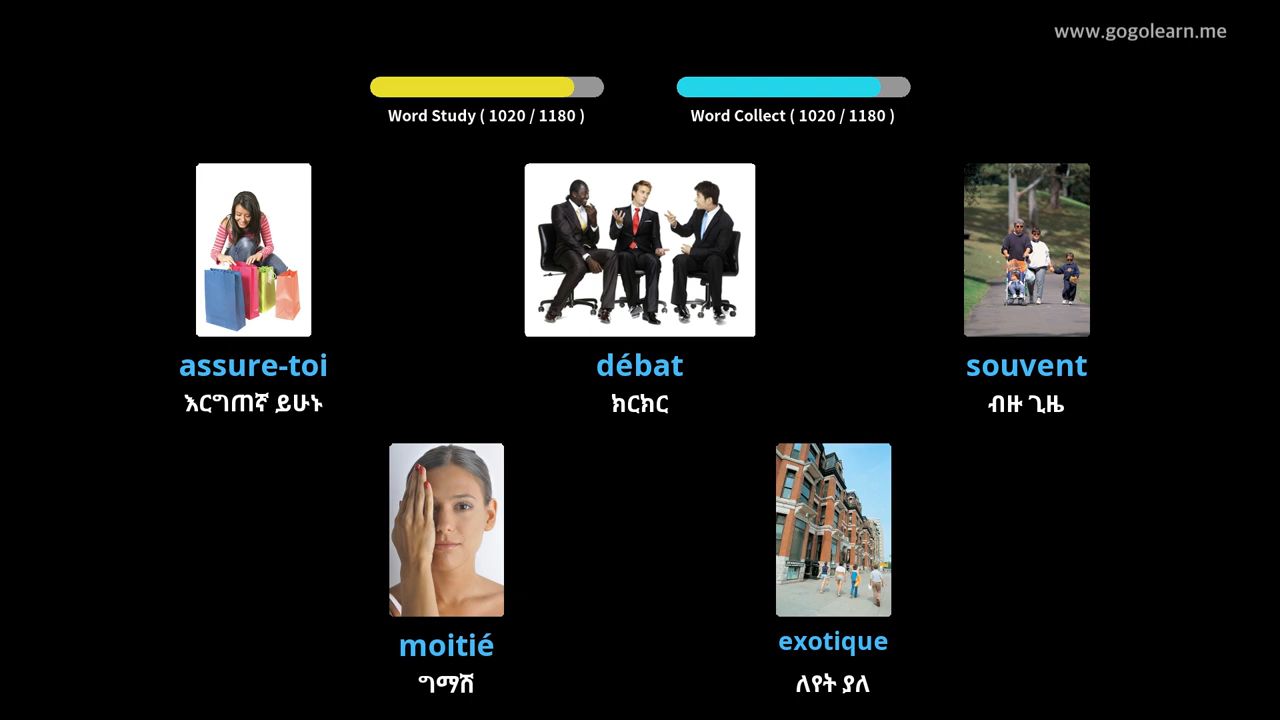 www.gogolearn.me
Word Study ( 1020 / 1180 )
Word Collect ( 1020 / 1180 )
assure-toi
እርግጠኛ ይሁኑ
débat
ክርክር
souvent
ብዙ ጊዜ
moitié
ግማሽ
exotique
ለየት ያለ